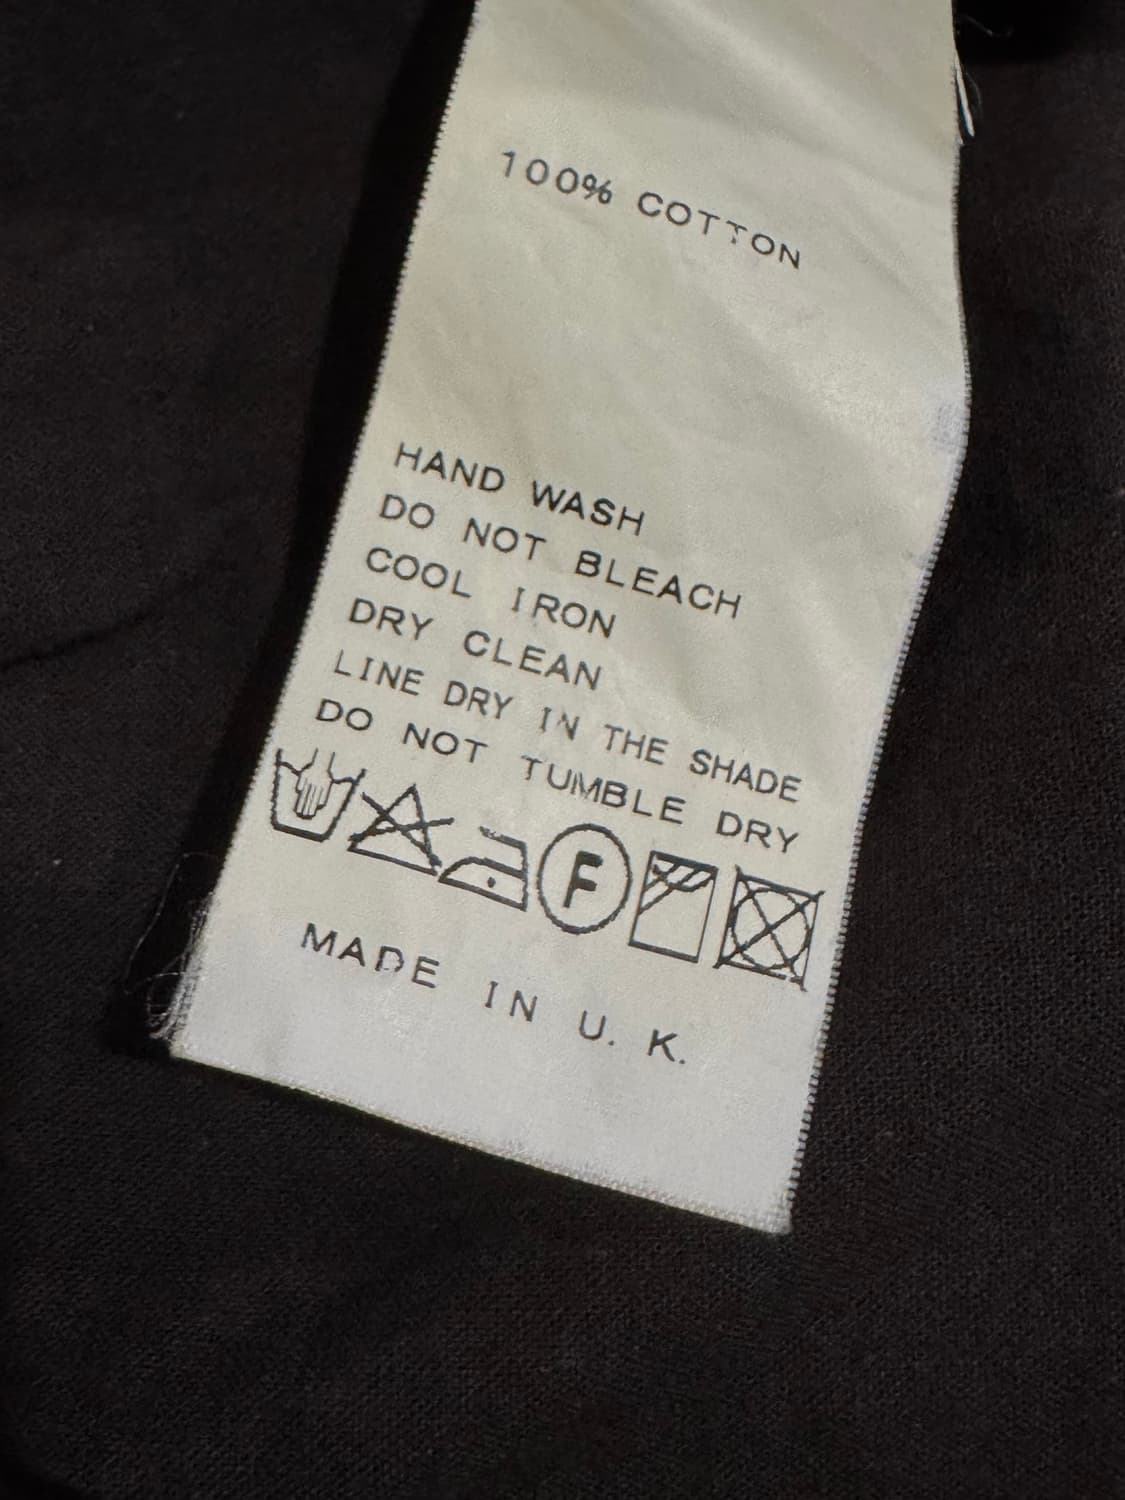 100% COTTON
HAND WASH
DO NOT BLEACH
COOL IRON
DRY CLEAN
LINE DRY IN THE SHADE
DO NOT TUMBLE DRY
F
MADE IN U. K.